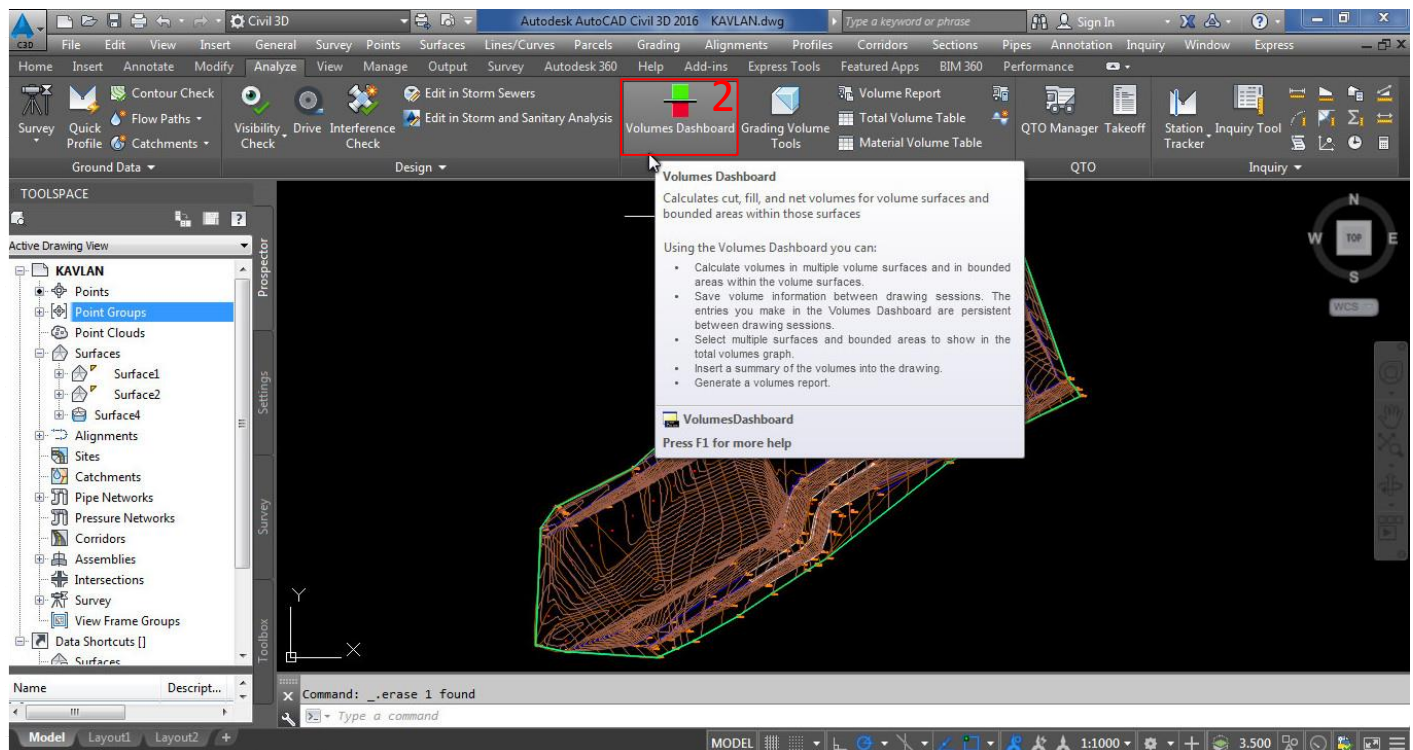 Civil 3D
Autodesk AutoCAD Civil 3D 2016 KAVLAN.dwg
Type a keyword or phrase
Sign In
C3D File Edit View Insert General Survey Points Surfaces Lines/Curves Parcels Grading Alignments Profiles Corridors Sections Pipes Annotation Inquiry Window Express
Home Insert Annotate Modify Analyze View Manage Output Survey Autodesk 360 Help Add-ins Express Tools Featured Apps BIM 360 Performance
Survey
Quick
Profile
Contour Check
Flow Paths
Catchments
Ground Data
Visibility
Check
Drive
Interference
Check
Edit in Storm Sewers
Edit in Storm and Sanitary Analysis
Design
2
Volumes Dashboard
Grading Volume
Tools
Volume Report
Total Volume Table
Material Volume Table
QTO Manager
Takeoff
QTO
Station
Tracker
Inquiry Tool
Inquiry
Volumes Dashboard
Calculates cut, fill, and net volumes for volume surfaces and
bounded areas within those surfaces
Using the Volumes Dashboard you can:
• Calculate volumes in multiple volume surfaces and in bounded
areas within the volume surfaces.
• Save volume information between drawing sessions. The
entries you make in the Volumes Dashboard are persistent
between drawing sessions.
• Select multiple surfaces and bounded areas to show in the
total volumes graph.
• Insert a summary of the volumes into the drawing.
• Generate a volumes report.
VolumesDashboard
Press F1 for more help
TOOLSPACE
Active Drawing View
KAVLAN
Points
Point Groups
Point Clouds
Surfaces
Surface1
Surface2
Surface4
Alignments
Sites
Catchments
Pipe Networks
Pressure Networks
Corridors
Assemblies
Intersections
Survey
View Frame Groups
Data Shortcuts []
Surfaces
Name Descript...
Prospector
Settings
Survey
Toolbox
N
W
TOP
E
S
WCS
Y
X
Command: _.erase 1 found
Type a command
Model Layout1 Layout2 +
MODEL
1:1000
3.500